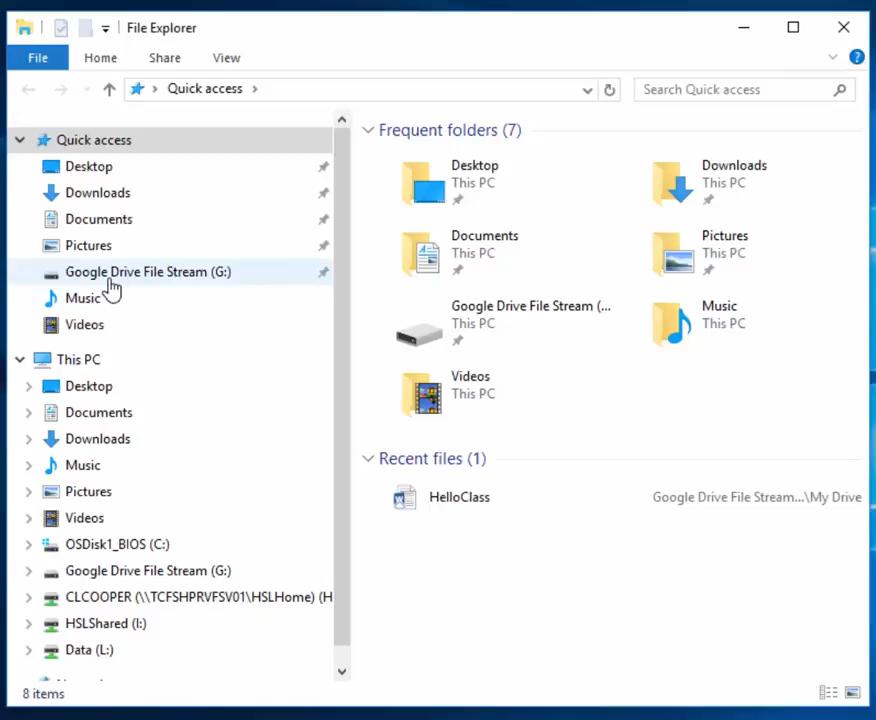 File Explorer
File Home Share View
Quick access
Search Quick access
Quick access
Desktop
Downloads
Documents
Pictures
Google Drive File Stream (G:)
Music
Videos
This PC
Desktop
Documents
Downloads
Music
Pictures
Videos
OSDisk1_BIOS (C:)
Google Drive File Stream (G:)
CLCOOPER (\\TCFSHPRVFSV01\HSLHome) (H
HSLShared (I:)
Data (L:)
Frequent folders (7)
Desktop
This PC
Downloads
This PC
Documents
This PC
Pictures
This PC
Google Drive File Stream (...
This PC
Music
This PC
Videos
This PC
Recent files (1)
HelloClass Google Drive File Stream...\My Drive
8 items